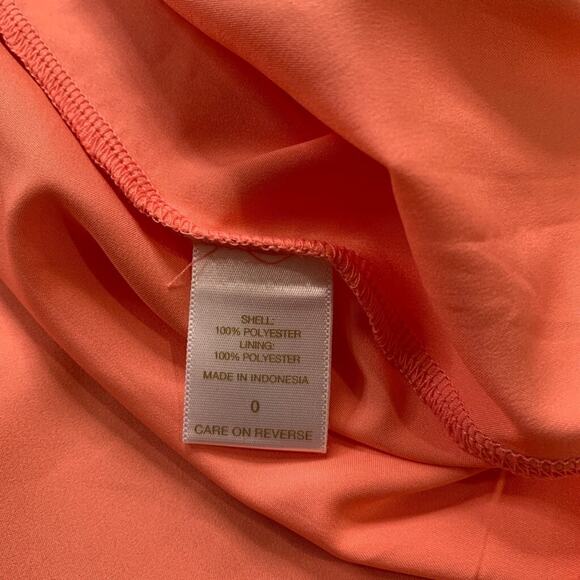 SHELL:
100% POLYESTER
LINING:
100% POLYESTER
MADE IN INDONESIA
0
CARE ON REVERSE